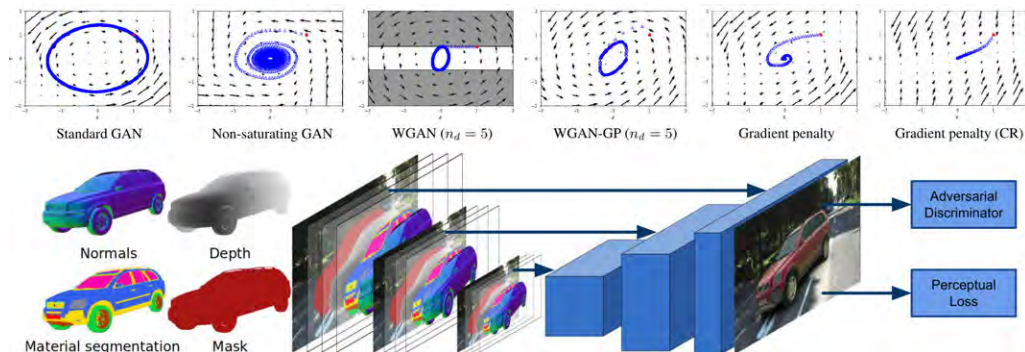 Standard GAN
Non-saturating GAN
WGAN (n_d = 5)
WGAN-GP (n_d = 5)
Gradient penalty
Gradient penalty (CR)
Normals
Depth
Material segmentation
Mask
Adversarial
Discriminator
Perceptual
Loss